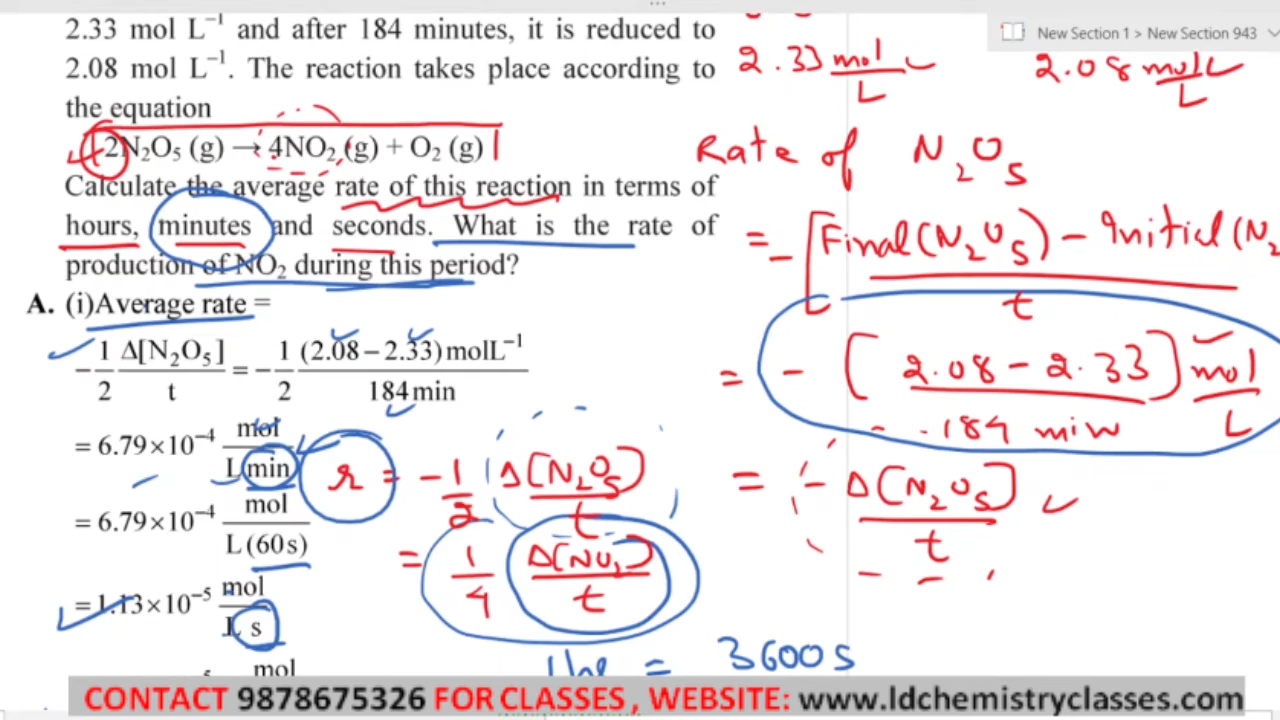 2.33 mol L⁻¹ and after 184 minutes, it is reduced to
2.08 mol L⁻¹. The reaction takes place according to
the equation
2N₂O₅ (g) → 4NO₂ (g) + O₂ (g)
Calculate the average rate of this reaction in terms of
hours, minutes and seconds. What is the rate of
production of NO₂ during this period?
A. (i)Average rate =
-1/2 Δ[N₂O₅]/t = -1/2 (2.08 – 2.33) molL⁻¹/184 min
= 6.79×10⁻⁴ mol/L min
= 6.79×10⁻⁴ mol/L (60s)
= 1.13×10⁻⁵ mol/L s
mol
r = -1/2 Δ[N₂O₅]/t
= 1/4 Δ[NO₂]/t
1hr = 3600s
New Section 1 > New Section 943
2.33 mol/L 2.08 mol/L
Rate of N₂O₅
= - [Final(N₂O₅) - Initial(N₂
t
= - [2.08 - 2.33] mol/L
184 min
= - Δ[N₂O₅]/t
CONTACT 9878675326 FOR CLASSES , WEBSITE: www.ldchemistryclasses.com